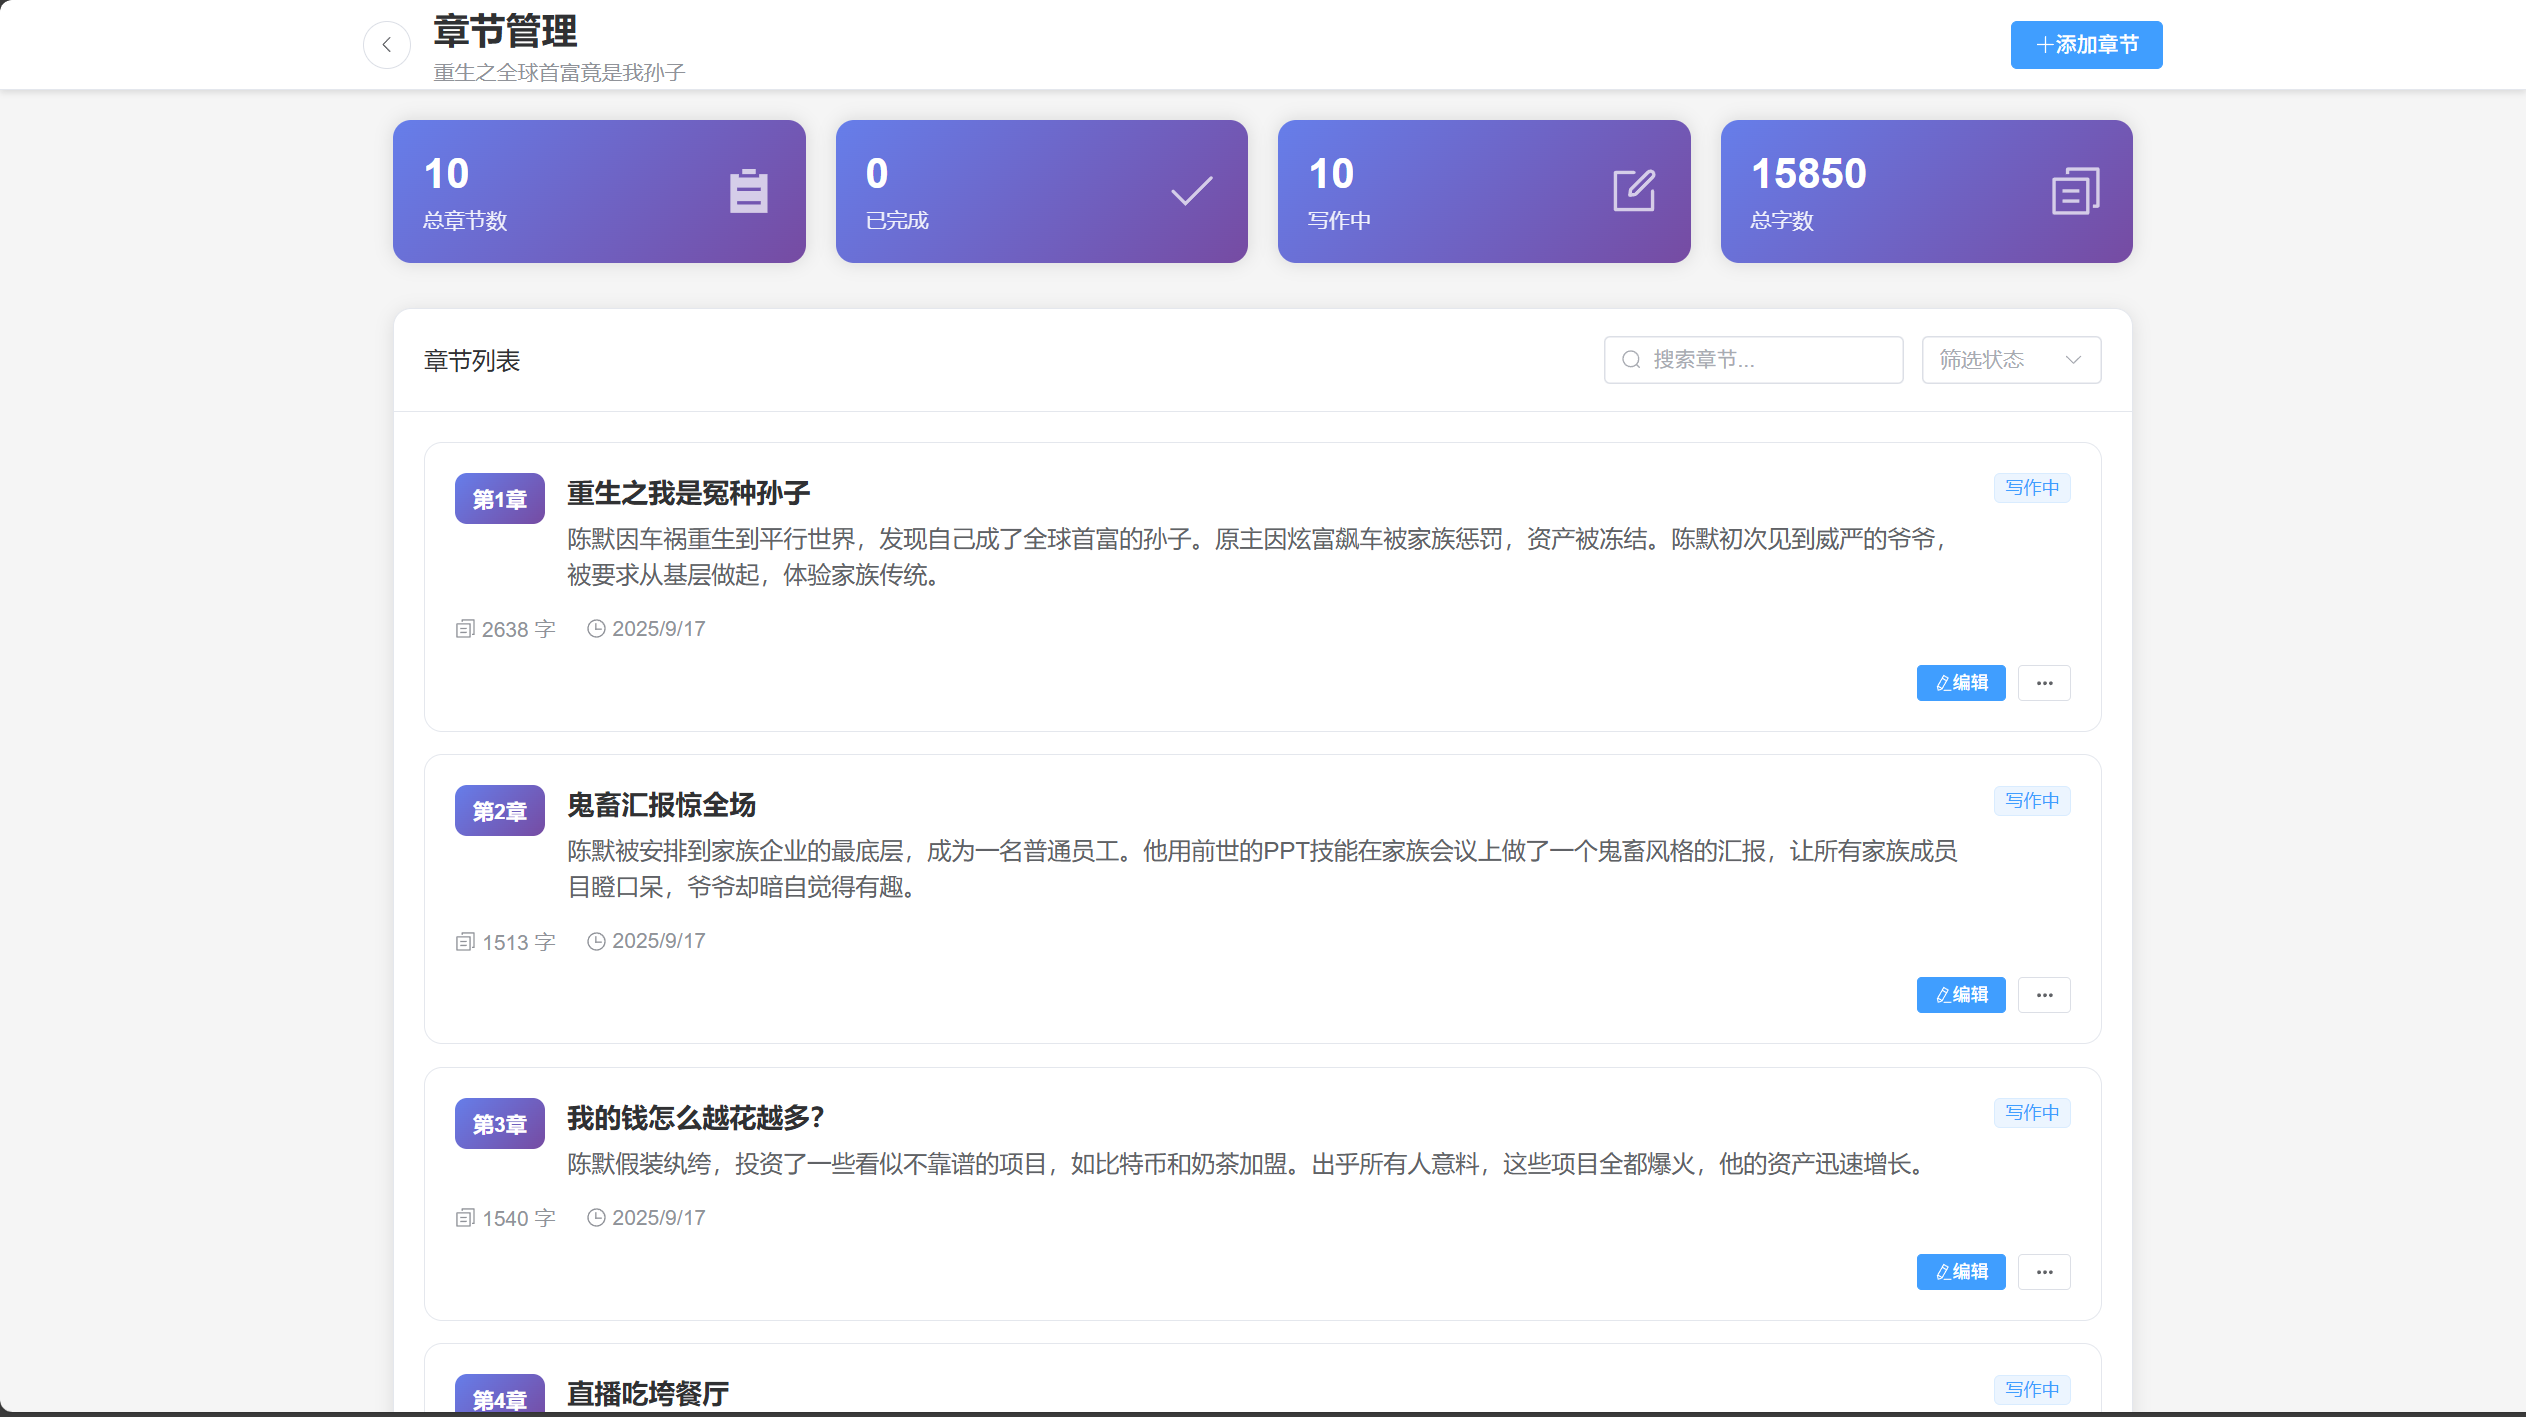 章节管理
重生之全球首富竟是我孙子
添加章节
10
总章节数
0
已完成
10
写作中
15850
总字数
章节列表
搜索章节...
筛选状态
第1章
重生之我是冤种孙子
写作中
陈默因车祸重生到平行世界，发现自己成了全球首富的孙子。原主因炫富飙车被家族惩罚，资产被冻结。陈默初次见到威严的爷爷，
被要求从基层做起，体验家族传统。
2638 字
2025/9/17
编辑
第2章
鬼畜汇报惊全场
写作中
陈默被安排到家族企业的最底层，成为一名普通员工。他用前世的PPT技能在家族会议上做了一个鬼畜风格的汇报，让所有家族成员
目瞪口呆，爷爷却暗自觉得有趣。
1513 字
2025/9/17
编辑
第3章
我的钱怎么越花越多？
写作中
陈默假装纨绔，投资了一些看似不靠谱的项目，如比特币和奶茶加盟。出乎所有人意料，这些项目全都爆火，他的资产迅速增长。
1540 字
2025/9/17
编辑
第4章
直播吃垮餐厅
写作中